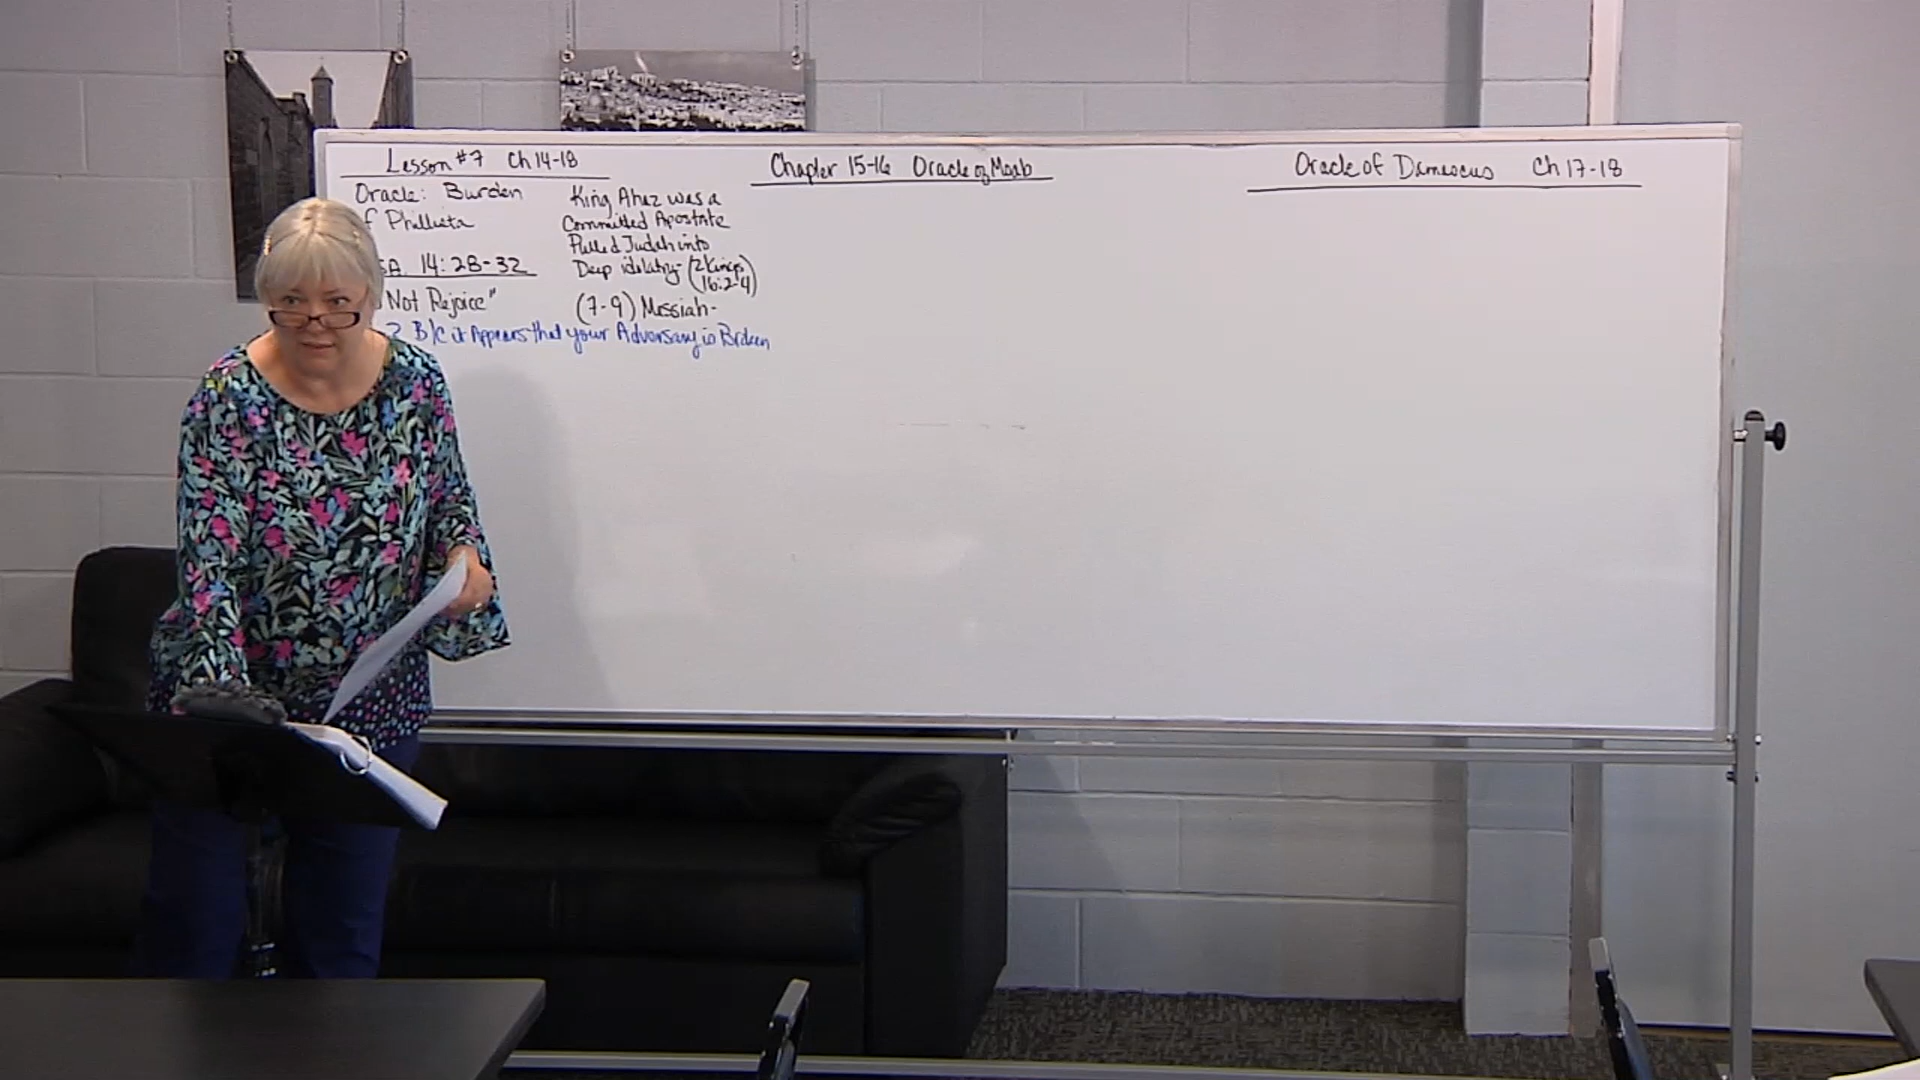 Lesson #7 Ch 14-18
Oracle: Burden
f Phillista
SA. 14:28-32
Not Rejoice"
King Ahaz was a
Committed Apostate
Pulled Judah into
Deep idolatry- (2 Kings
16:2-4)
(7-9) Messiah-
? B/c it Appears that your Adversary is Broken
Chapter 15-16 Oracle of Moab
Oracle of Damascus Ch 17-18